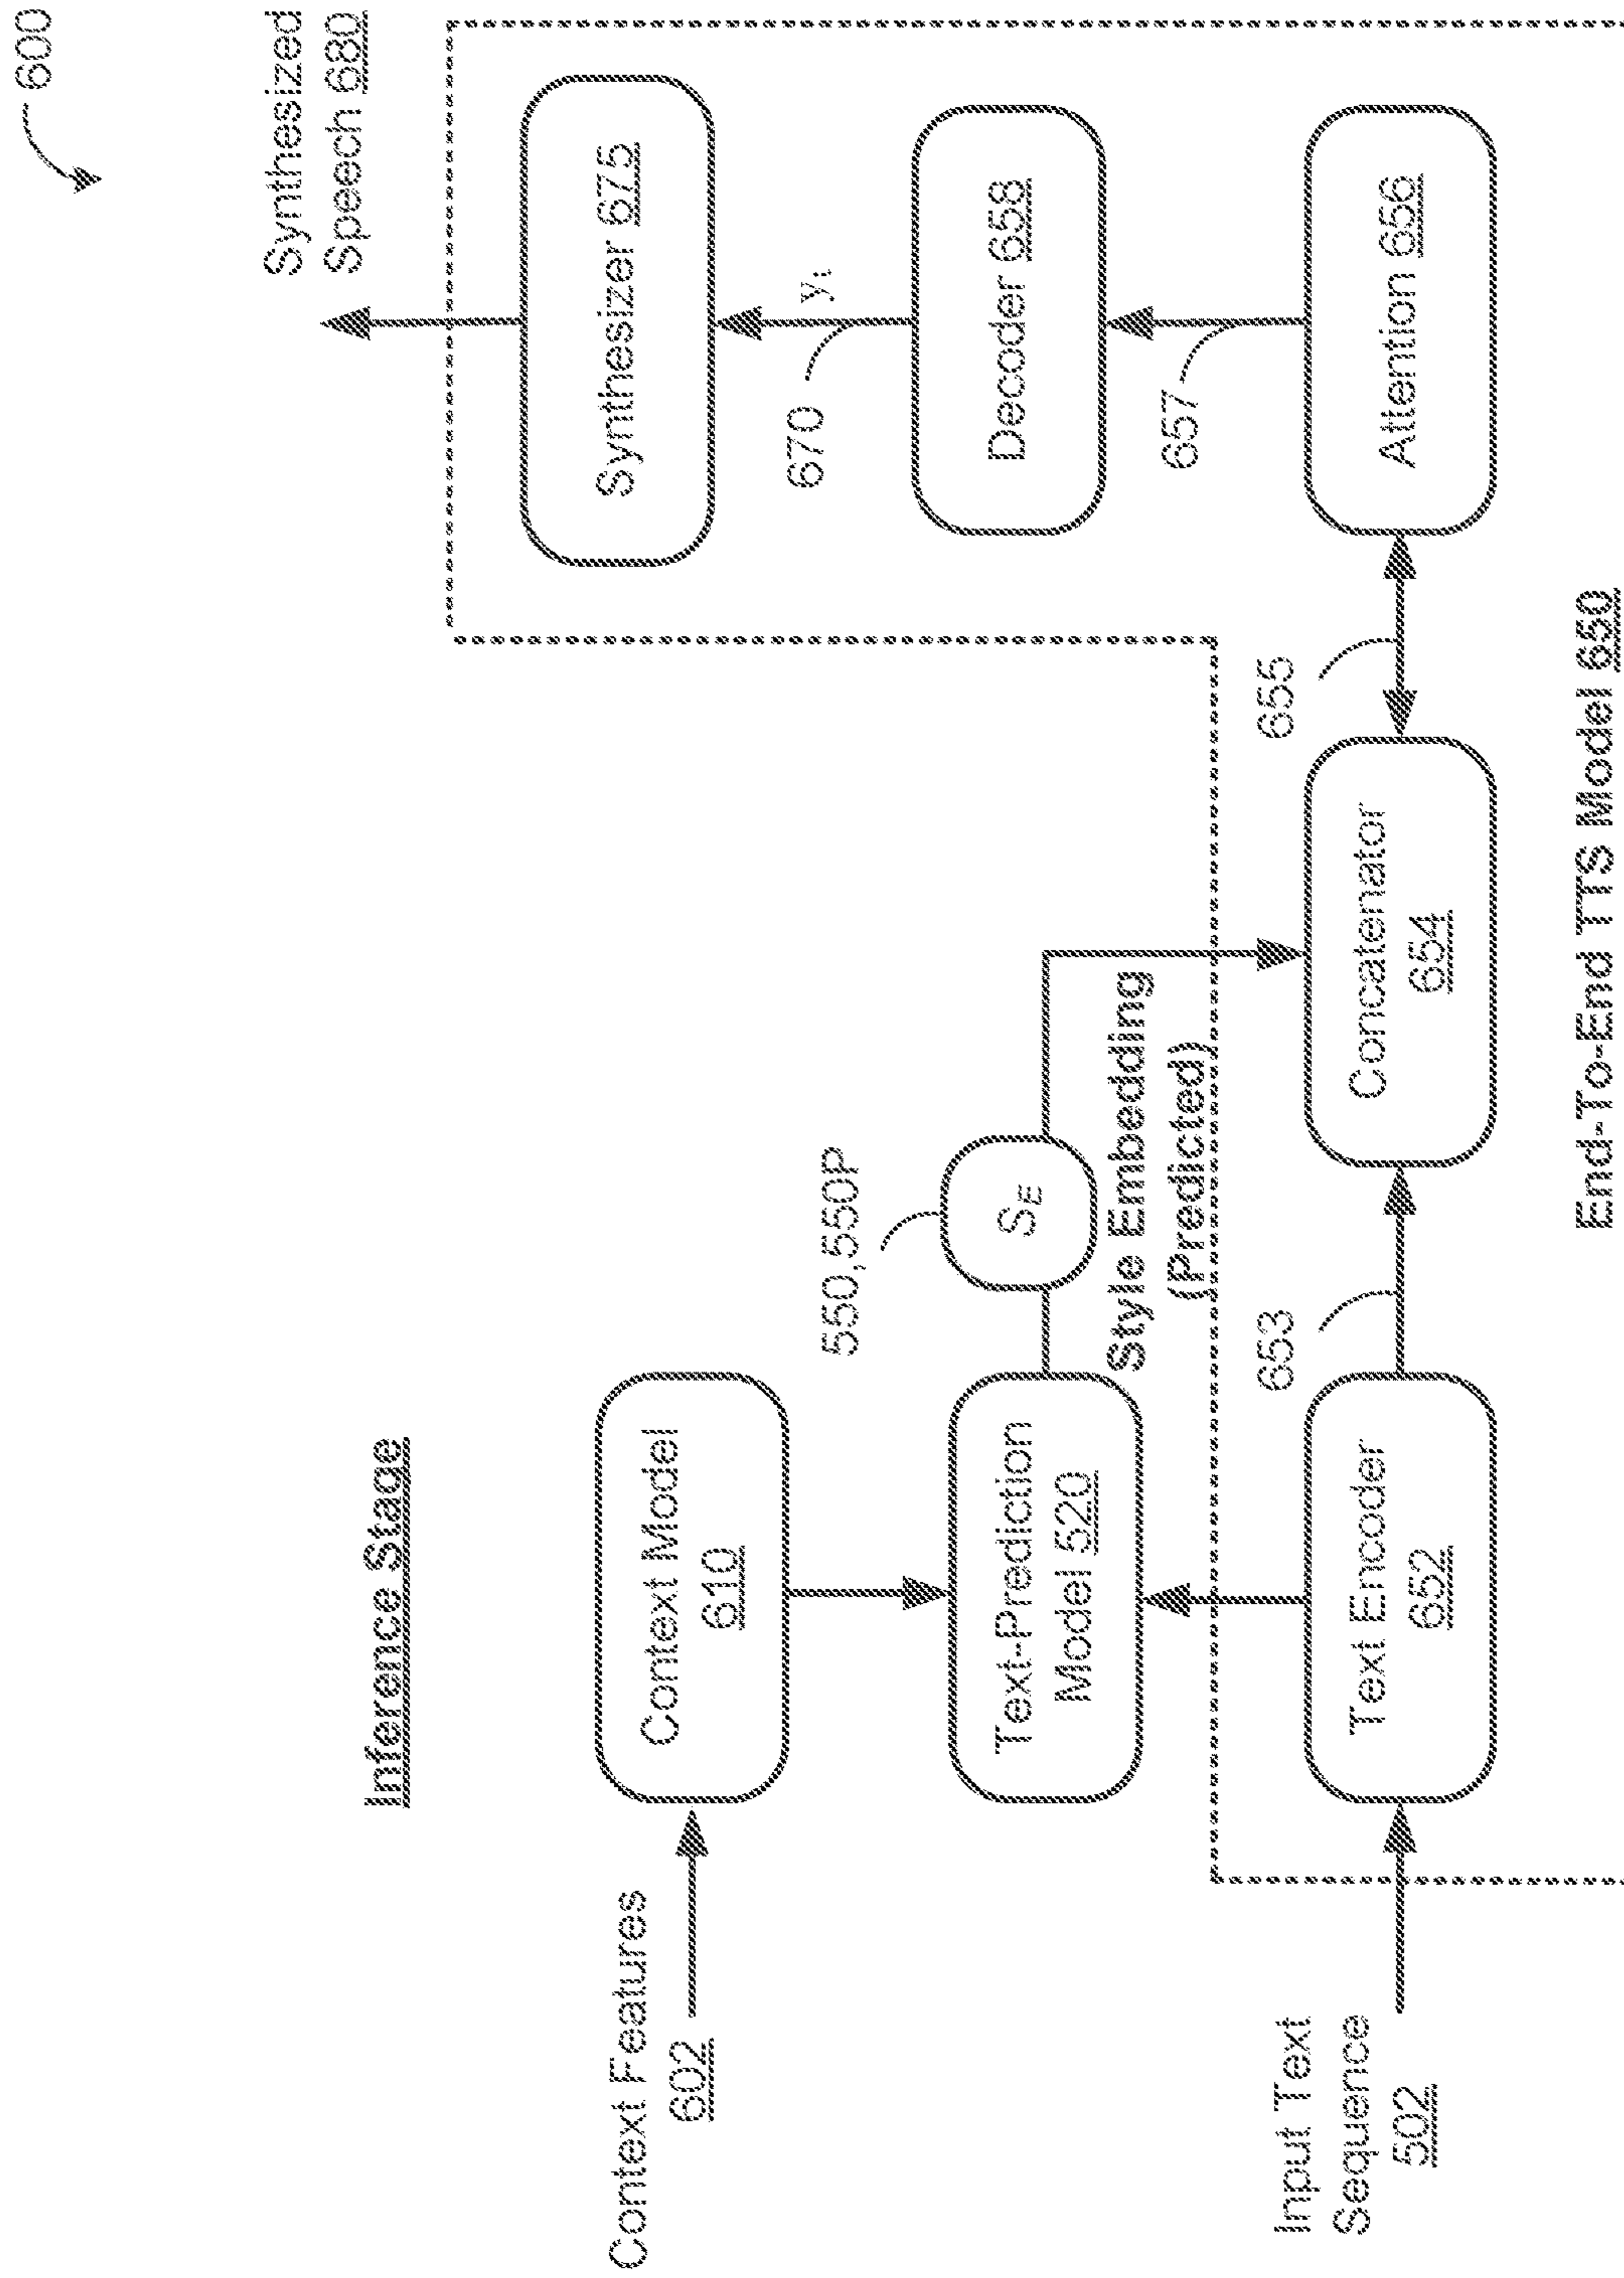 600
Synthesized
Speech 680
Inference Stage
Context Features
602
Context Model
610
Synthesizer 675
550,550P
670
yₜ
Text-Prediction
Model 520
SE
Style Embedding
(Predicted)
Decoder 658
657
Input Text
Sequence
502
Text Encoder
652
653
Concatenator
654
655
Attention 656
End-To-End TTS Model 650